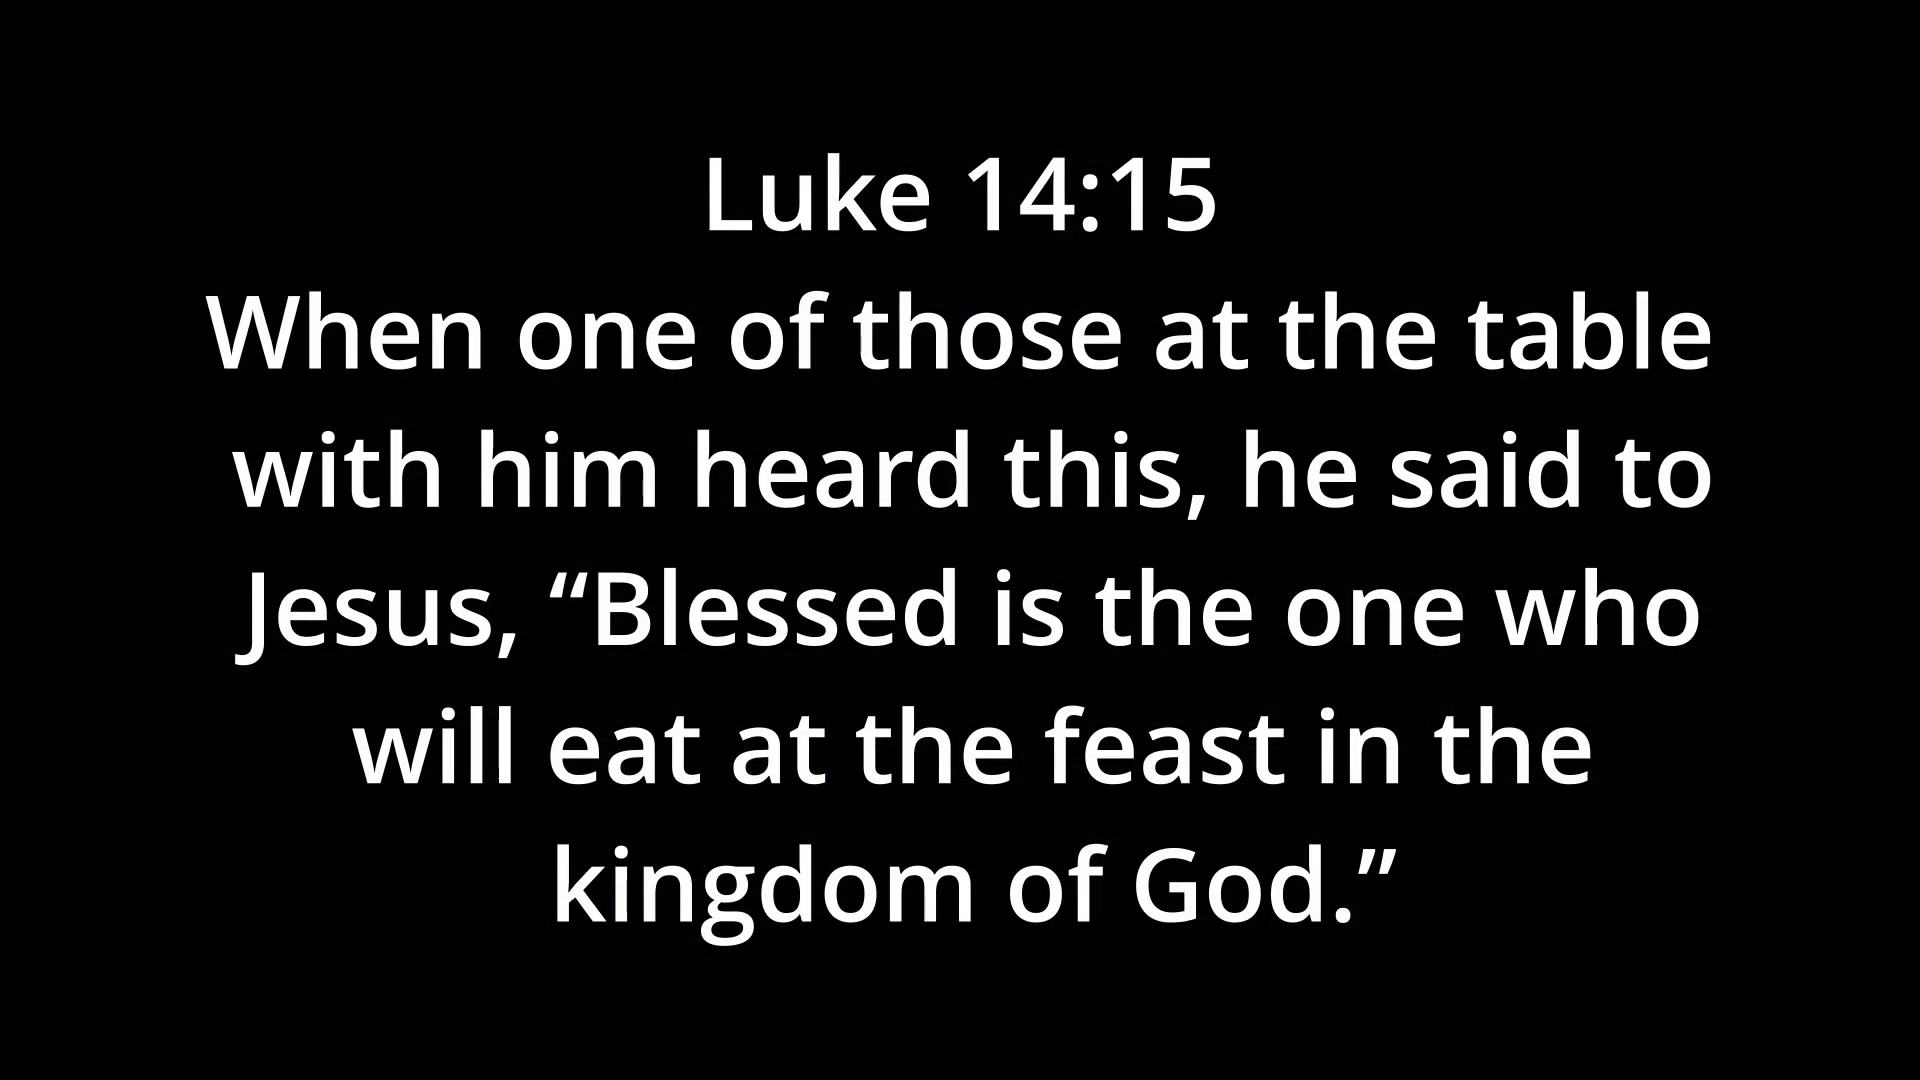 Luke 14:15
When one of those at the table
with him heard this, he said to
Jesus, “Blessed is the one who
will eat at the feast in the
kingdom of God.”